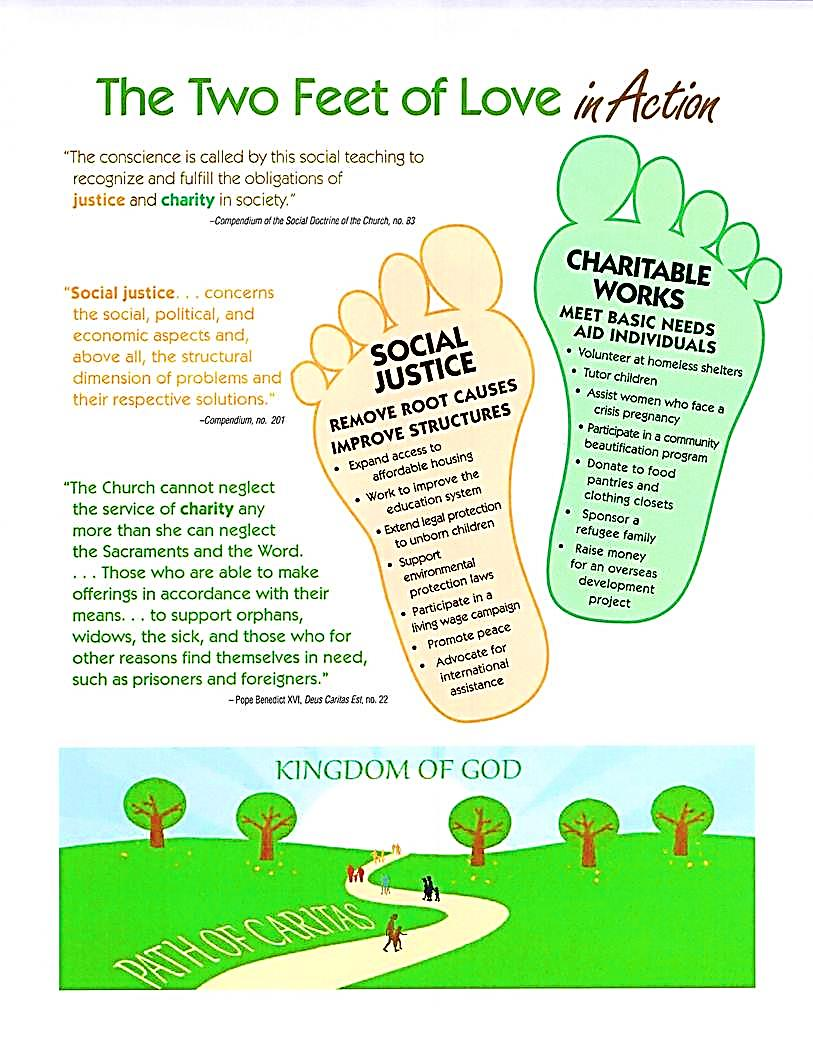 The Two Feet of Love in Action
"The conscience is called by this social teaching to
recognize and fulfill the obligations of
justice and charity in society."
–Compendium of the Social Doctrine of the Church, no. 83
"Social justice. . . concerns
the social, political, and
economic aspects and,
above all, the structural
dimension of problems and
their respective solutions."
–Compendium, no. 201
"The Church cannot neglect
the service of charity any
more than she can neglect
the Sacraments and the Word.
. . . Those who are able to make
offerings in accordance with their
means. . . to support orphans,
widows, the sick, and those who for
other reasons find themselves in need,
such as prisoners and foreigners."
– Pope Benedict XVI, Deus Caritas Est, no. 22
SOCIAL
JUSTICE
REMOVE ROOT CAUSES
IMPROVE STRUCTURES
• Expand access to
affordable housing
• Work to improve the
education system
• Extend legal protection
to unborn children
• Support
environmental
protection laws
• Participate in a
living wage campaign
• Promote peace
• Advocate for
international
assistance
CHARITABLE
WORKS
MEET BASIC NEEDS
AID INDIVIDUALS
• Volunteer at homeless shelters
• Tutor children
• Assist women who face a
crisis pregnancy
• Participate in a community
beautification program
• Donate to food
pantries and
clothing closets
• Sponsor a
refugee family
• Raise money
for an overseas
development
project
KINGDOM OF GOD
PATH OF CARITAS